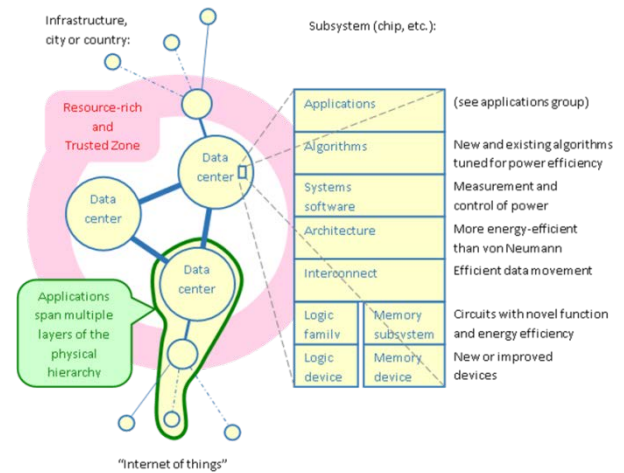 Infrastructure,
city or country:
Subsystem (chip, etc.):
Resource-rich
and
Trusted Zone
Data
center
Data
center
Data
center
Applications
span multiple
layers of the
physical
hierarchy
"Internet of things"
Applications
(see applications group)
Algorithms
New and existing algorithms
tuned for power efficiency
Systems
software
Measurement and
control of power
Architecture
More energy-efficient
than von Neumann
Interconnect
Efficient data movement
Logic
family
Memory
subsystem
Circuits with novel function
and energy efficiency
Logic
device
Memory
device
New or improved
devices